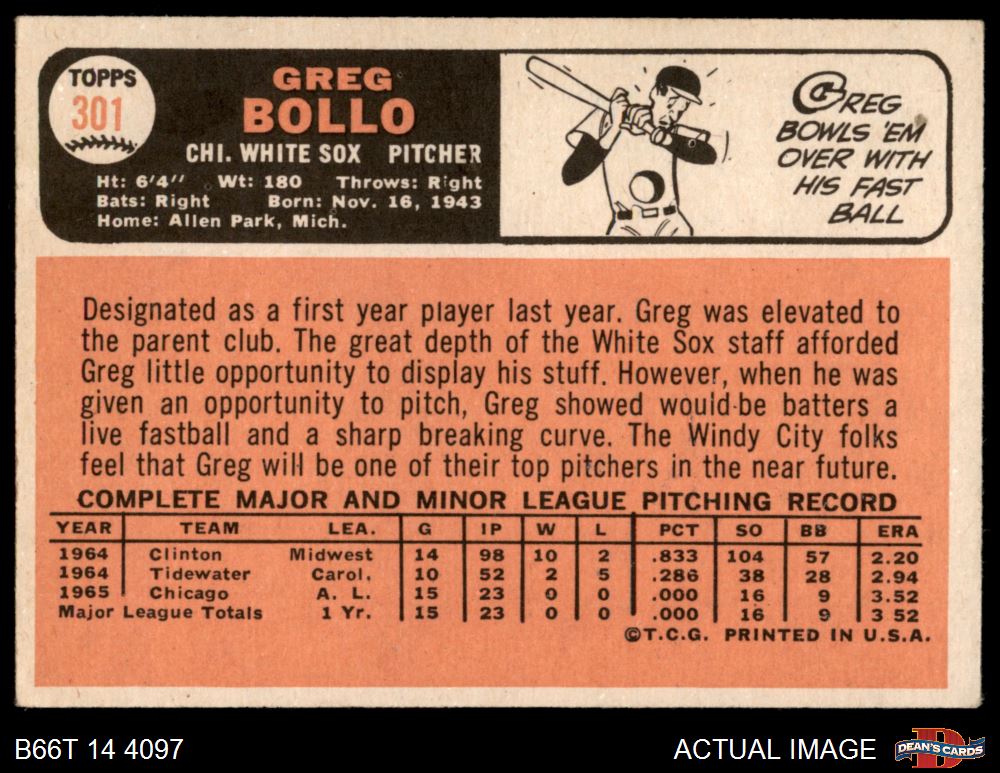 TOPPS
301
GREG
BOLLO
CHI. WHITE SOX PITCHER
Ht: 6'4" Wt: 180 Throws: Right
Bats: Right Born: Nov. 16, 1943
Home: Allen Park, Mich.
GREG
BOWLS 'EM
OVER WITH
HIS FAST
BALL
Designated as a first year player last year. Greg was elevated to
the parent club. The great depth of the White Sox staff afforded
Greg little opportunity to display his stuff. However, when he was
given an opportunity to pitch, Greg showed would-be batters a
live fastball and a sharp breaking curve. The Windy City folks
feel that Greg will be one of their top pitchers in the near future.
COMPLETE MAJOR AND MINOR LEAGUE PITCHING RECORD
YEAR TEAM LEA. G IP W L PCT SO BB ERA
1964 Clinton Midwest 14 98 10 2 .833 104 57 2.20
1964 Tidewater Carol. 10 52 2 5 .286 38 28 2.94
1965 Chicago A. L. 15 23 0 0 .000 16 9 3.52
Major League Totals 1 Yr. 15 23 0 0 .000 16 9 3 52
©T.C.G. PRINTED IN U.S.A.
B66T 14 4097
ACTUAL IMAGE
D
DEAN'S CARDS